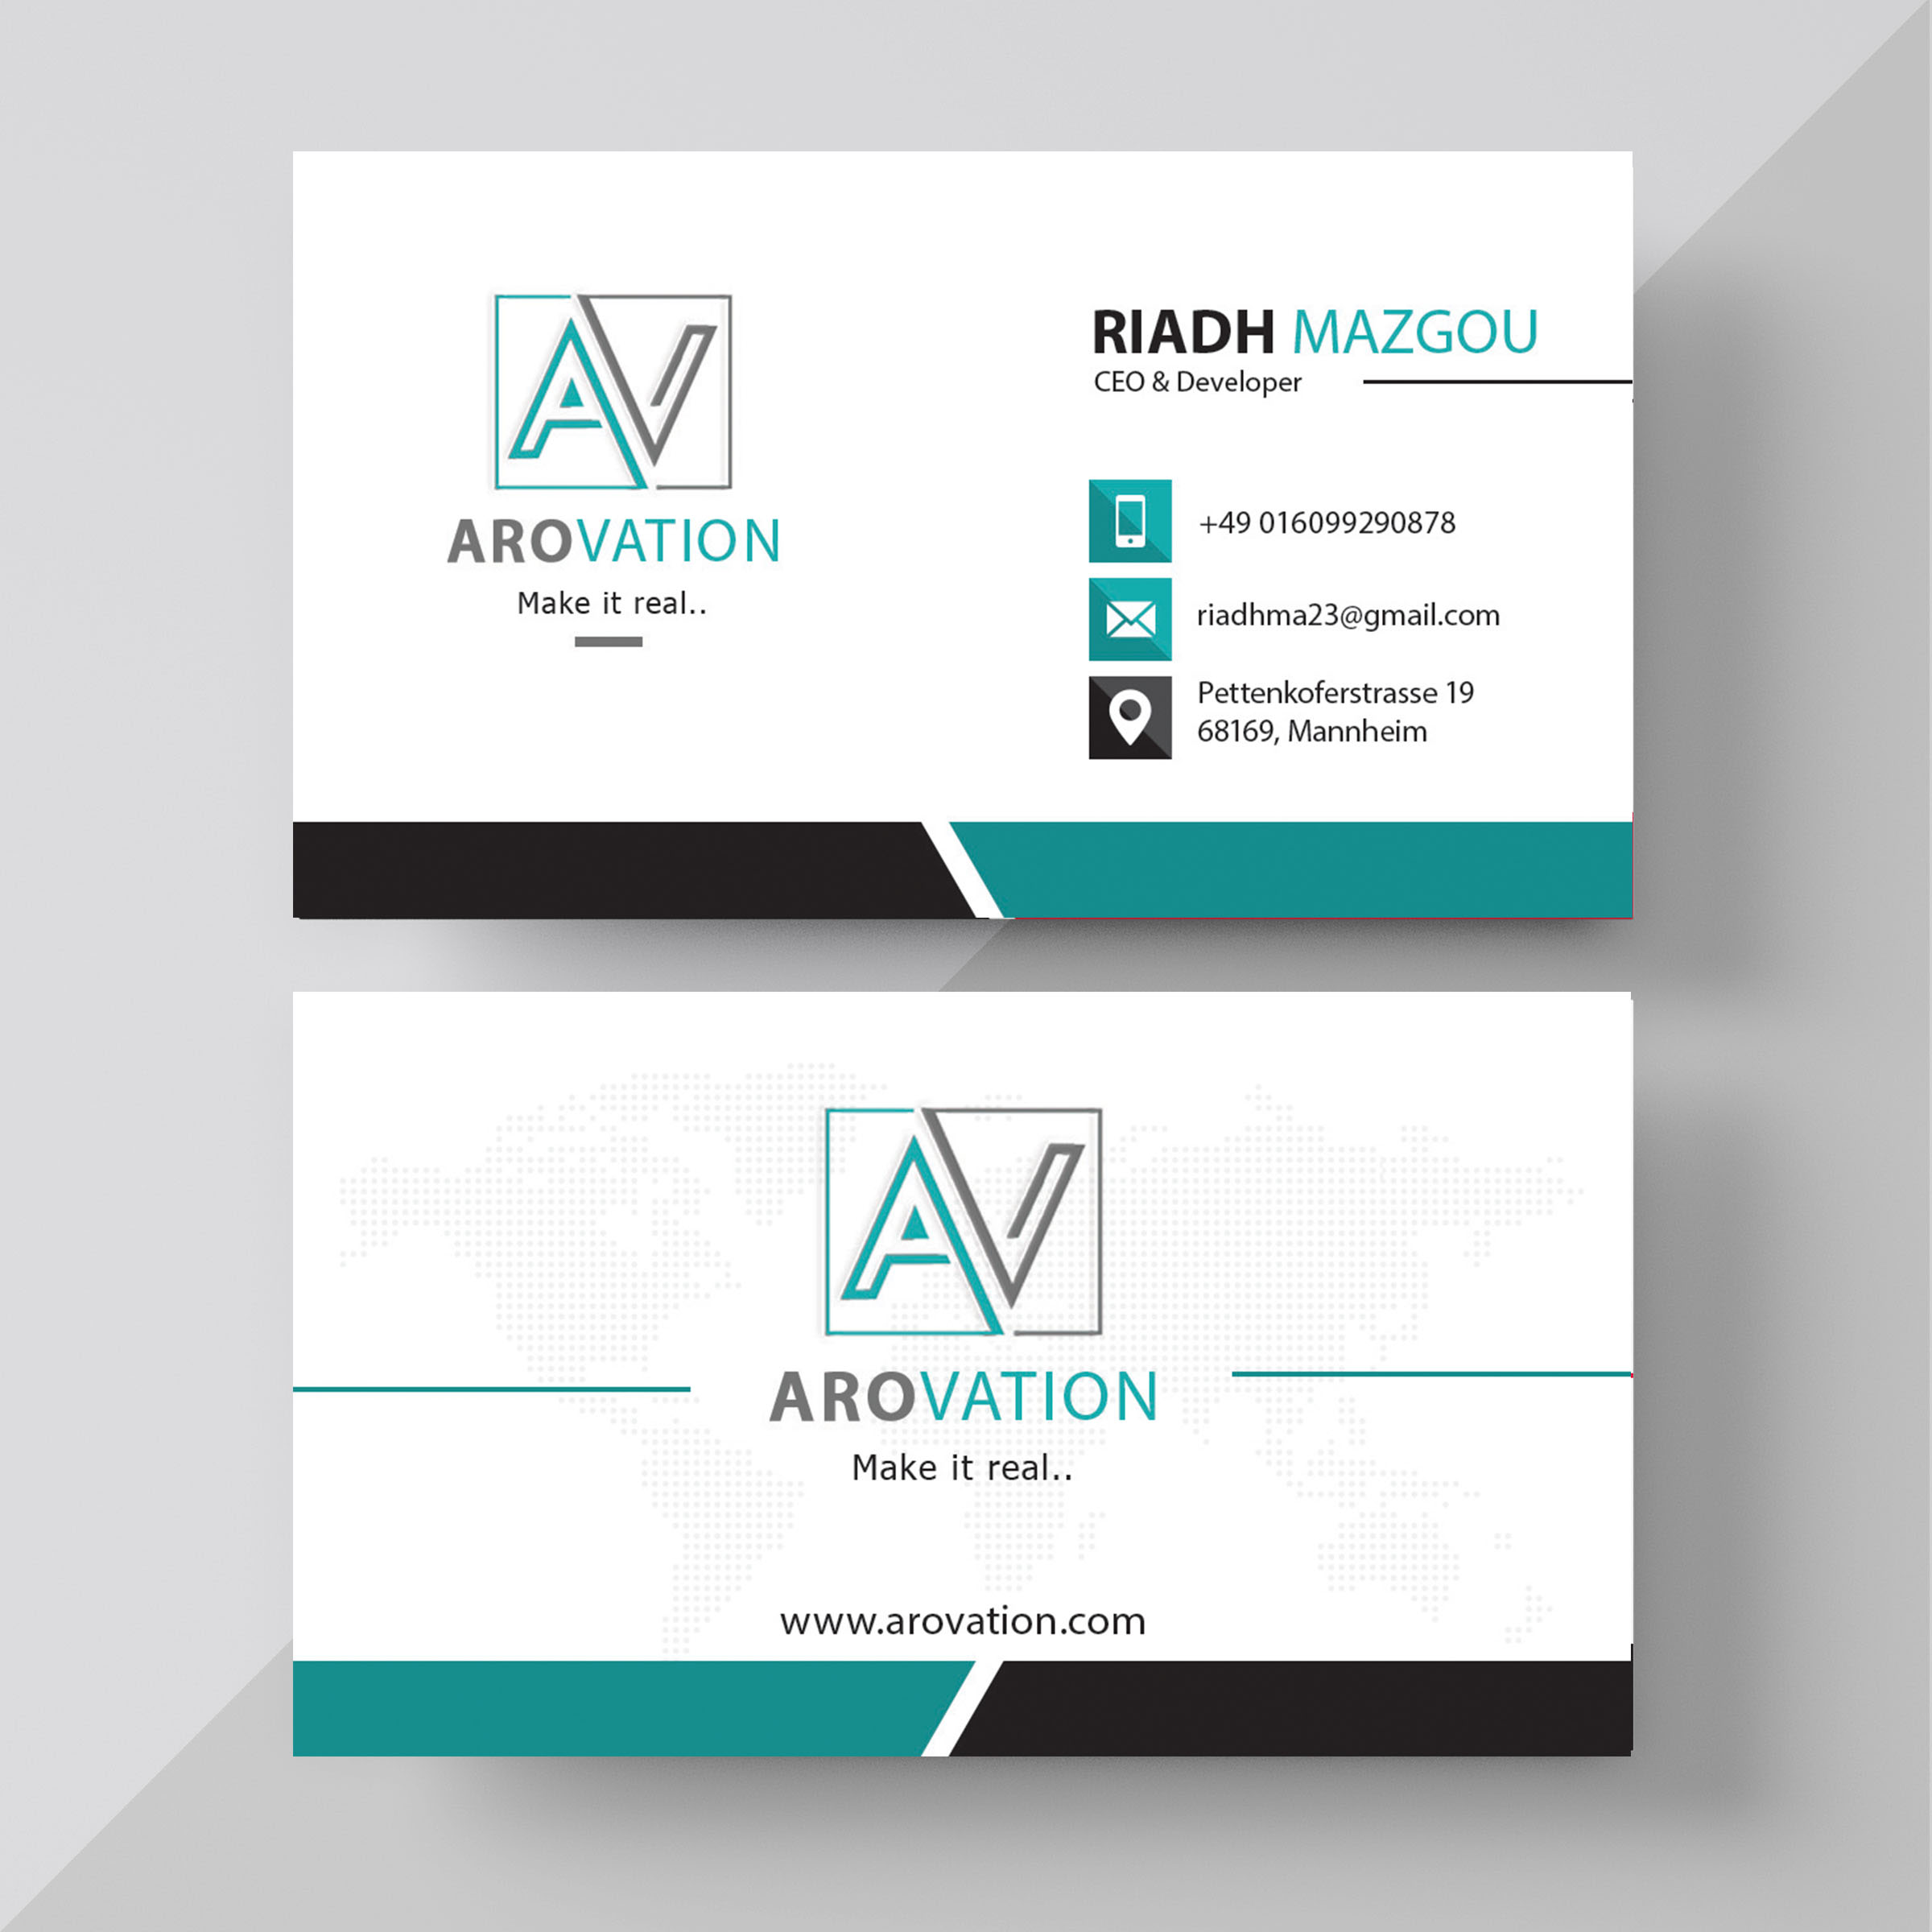 AV
AROVATION
Make it real..
RIADH MAZGOU
CEO & Developer
+49 016099290878
riadhma23@gmail.com
Pettenkoferstrasse 19
68169, Mannheim
AV
AROVATION
Make it real..
www.arovation.com